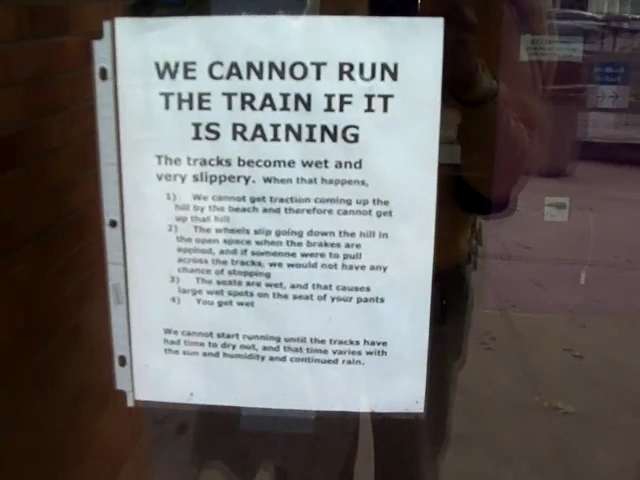 WE CANNOT RUN
THE TRAIN IF IT
IS RAINING
The tracks become wet and
very slippery. When that happens,
1) We cannot get traction coming up the
hill by the beach and therefore cannot get
up that hill
2) The wheels slip going down the hill in
the open space when the brakes are
applied, and if someone were to pull
across the tracks, we would not have any
chance of stopping
3) The seats are wet, and that causes
large wet spots on the seat of your pants
4) You get wet
We cannot start running until the tracks have
had time to dry out, and that time varies with
the sun and humidity and continued rain.